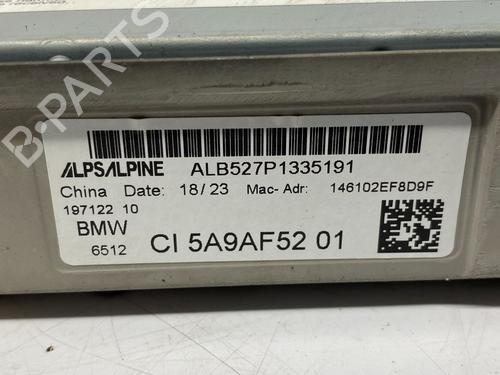 ALPSALPINE ALB527P1335191
China Date: 18/23 Mac-Adr: 146102EF8D9F
197122 10
BMW
6512 CI 5A9AF52 01
B-PARTS